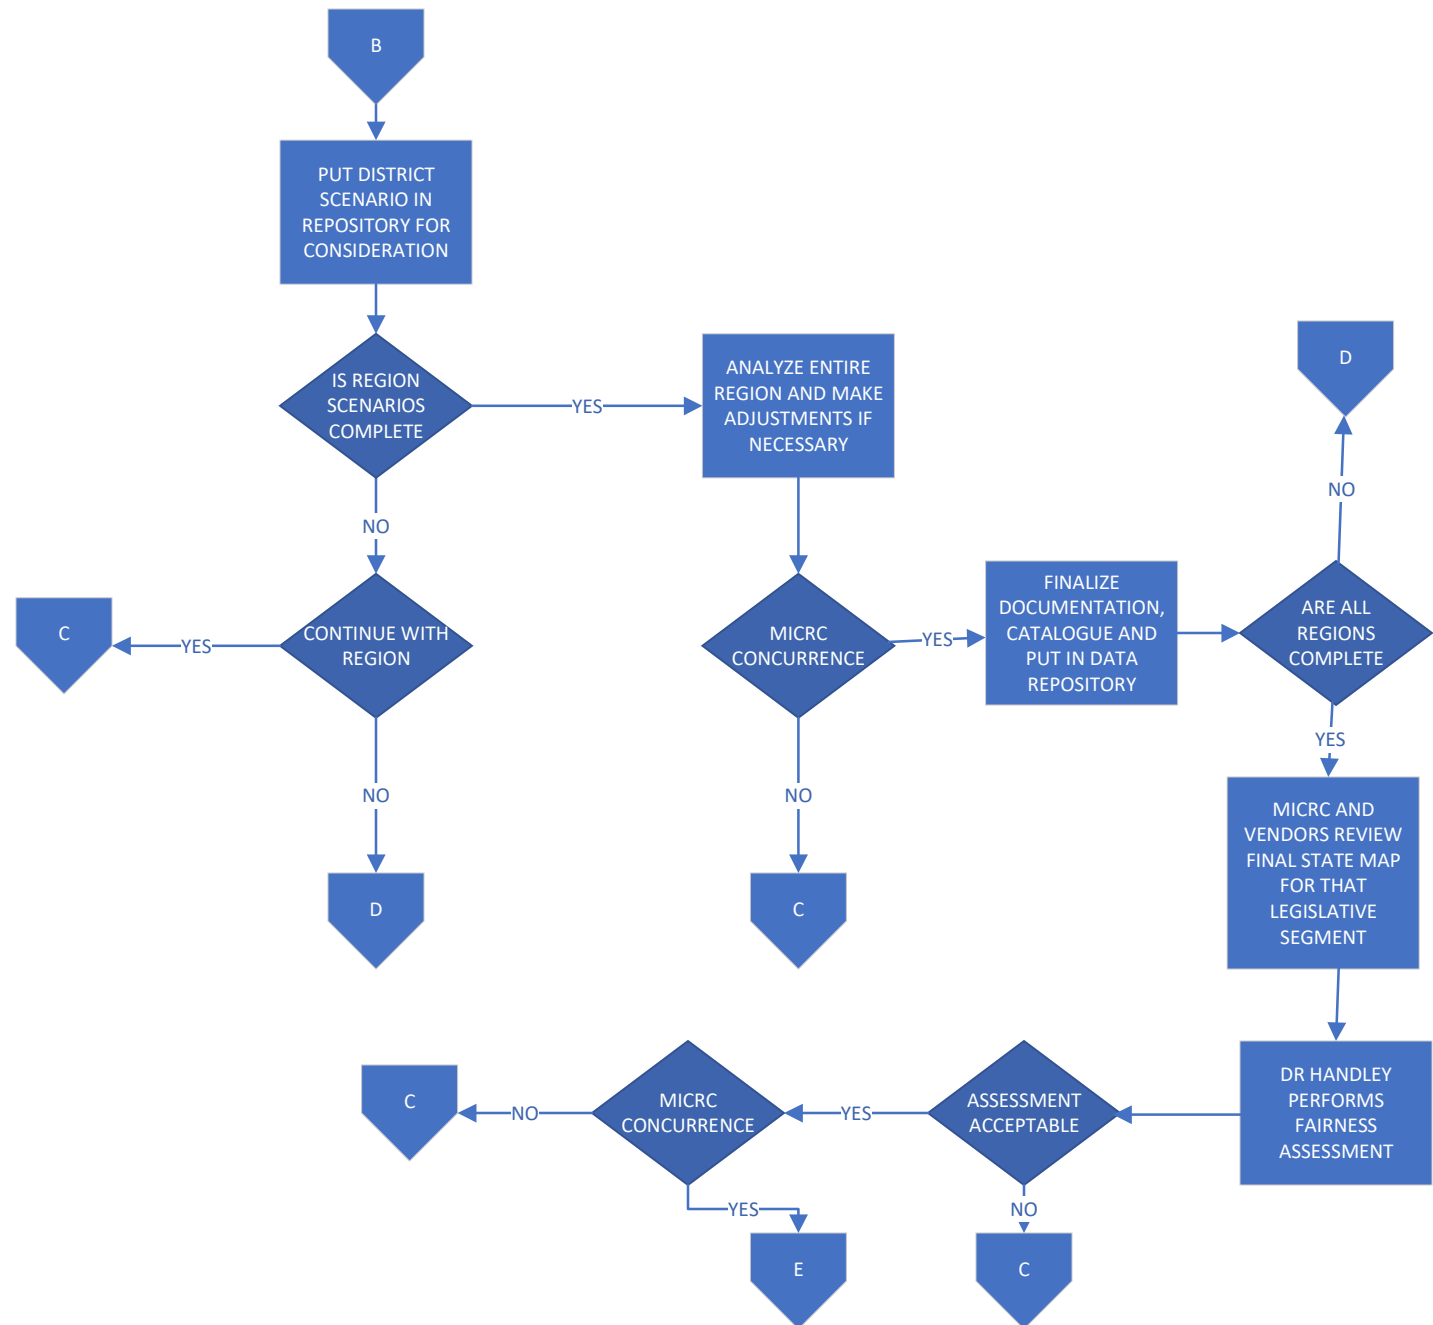 B
PUT DISTRICT
SCENARIO IN
REPOSITORY FOR
CONSIDERATION
IS REGION
SCENARIOS
COMPLETE
YES
ANALYZE ENTIRE
REGION AND MAKE
ADJUSTMENTS IF
NECESSARY
D
NO
NO
CONTINUE WITH
REGION
YES
C
NO
D
MICRC
CONCURRENCE
YES
FINALIZE
DOCUMENTATION,
CATALOGUE AND
PUT IN DATA
REPOSITORY
ARE ALL
REGIONS
COMPLETE
NO
C
YES
MICRC AND
VENDORS REVIEW
FINAL STATE MAP
FOR THAT
LEGISLATIVE
SEGMENT
DR HANDLEY
PERFORMS
FAIRNESS
ASSESSMENT
ASSESSMENT
ACCEPTABLE
YES
MICRC
CONCURRENCE
NO
C
YES
E
NO
C